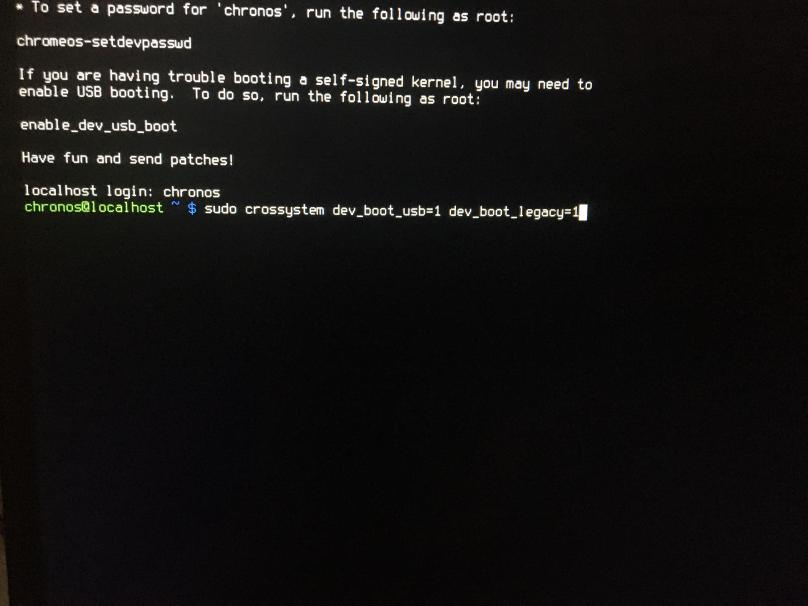 * To set a password for 'chronos', run the following as root:
chromeos-setdevpasswd
If you are having trouble booting a self-signed kernel, you may need to
enable USB booting. To do so, run the following as root:
enable_dev_usb_boot
Have fun and send patches!
localhost login: chronos
chronos@localhost ~ $ sudo crossystem dev_boot_usb=1 dev_boot_legacy=1